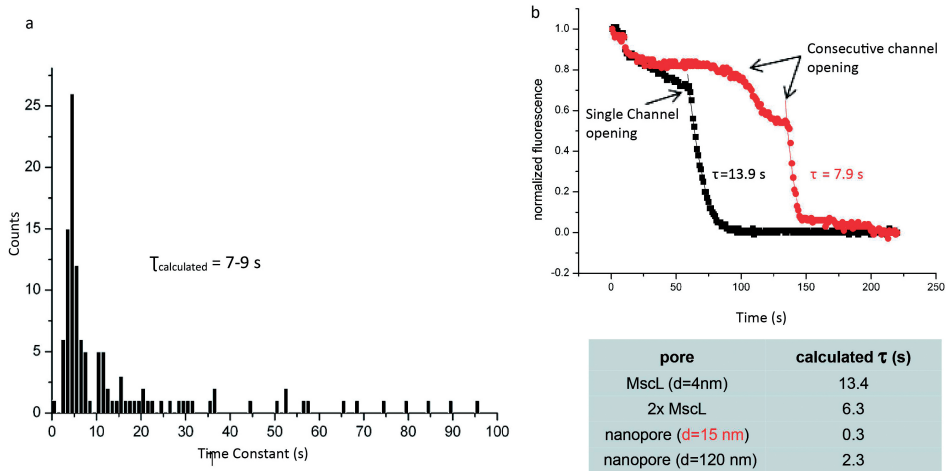 a
Counts
25
20
15
10
5
0
τcalculated = 7-9 s
0 10 20 30 40 50 60 70 80 90 100
Time Constant (s)
b
normalized fluorescence
1.0
0.8
0.6
0.4
0.2
0.0
-0.2
Consecutive channel
opening
Single Channel
opening
τ=13.9 s
τ = 7.9 s
0 50 100 150 200 250
Time (s)
pore calculated τ (s)
MscL (d=4nm) 13.4
2x MscL 6.3
nanopore (d=15 nm) 0.3
nanopore (d=120 nm) 2.3